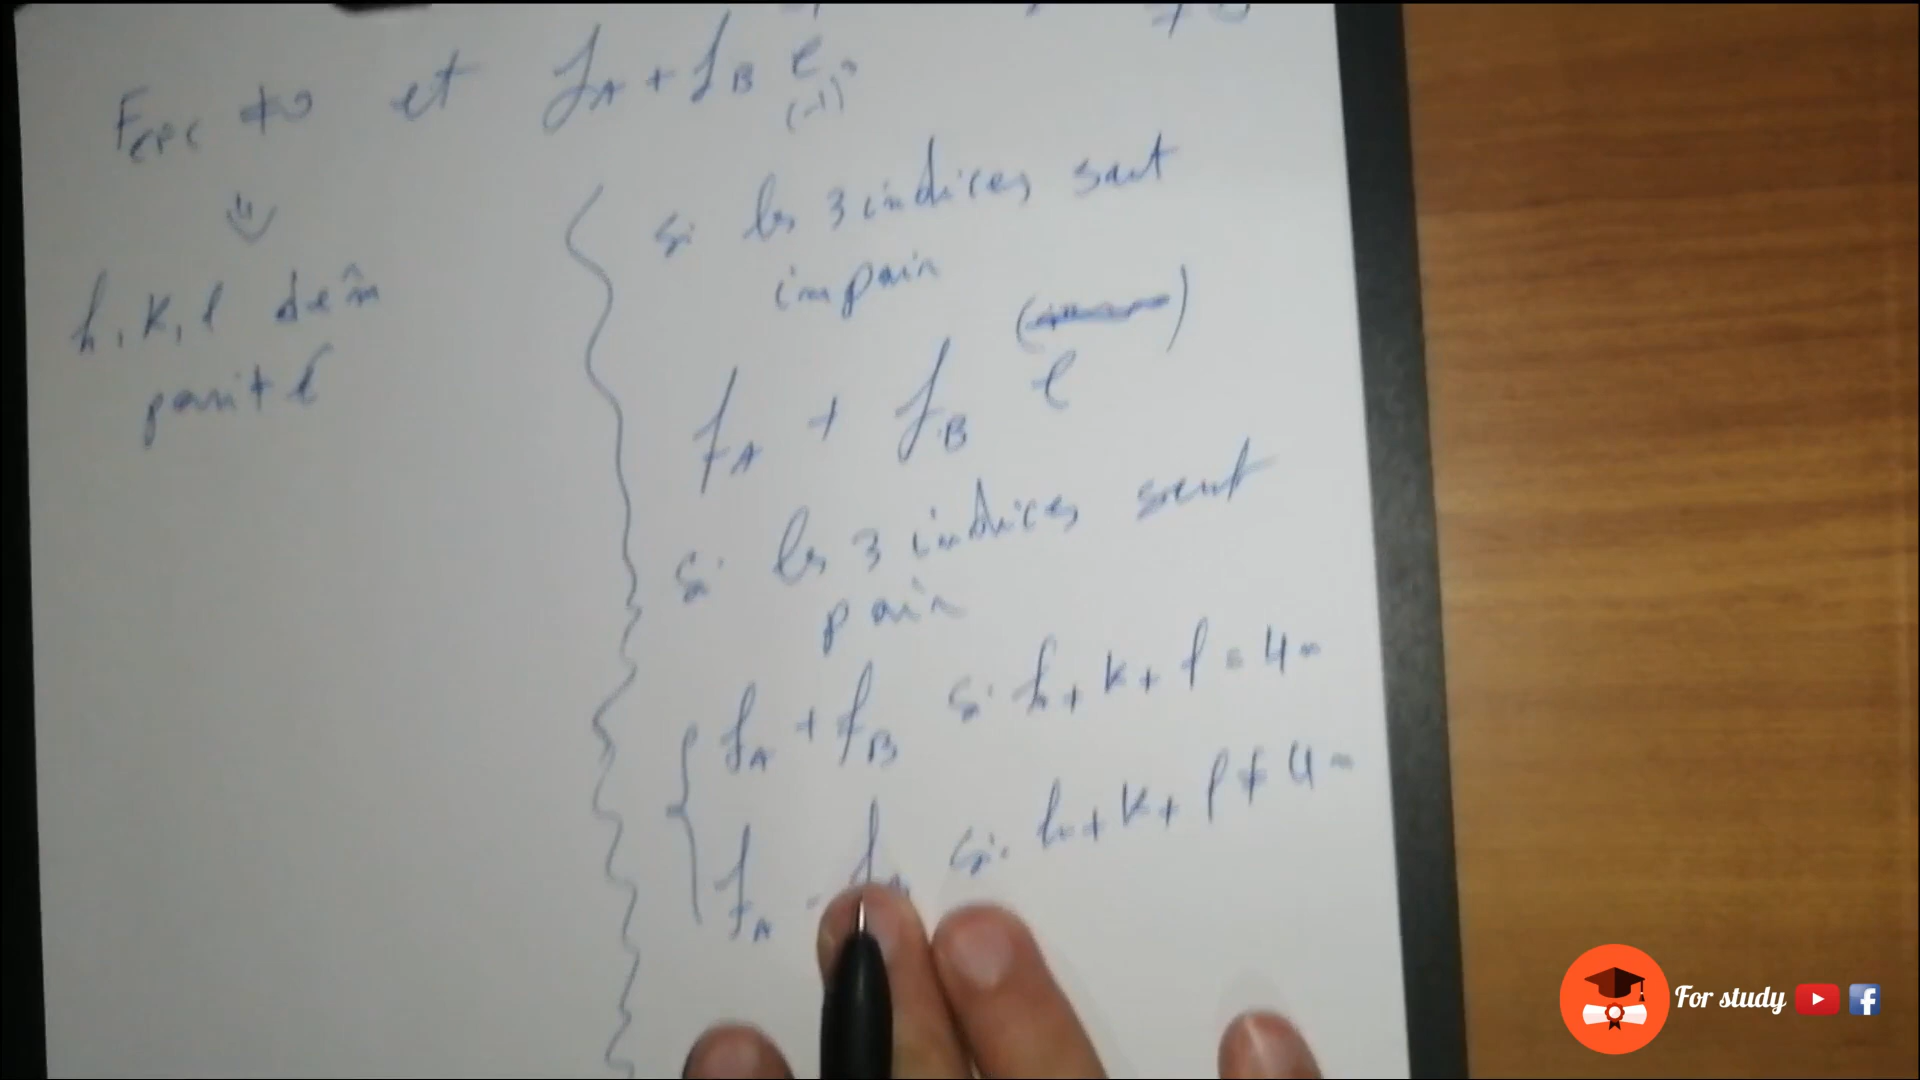 F_CFC ≠ 0 et f_A + f_B e
(-1)
⇓
h, k, l de m̂
parité
si les 3 indices sont
impair
f_A + f_B e
si les 3 indices sont
pair
f_A + f_B si h + k + l = 4n
f_A - f_B si h + k + l ≠ 4n
For study